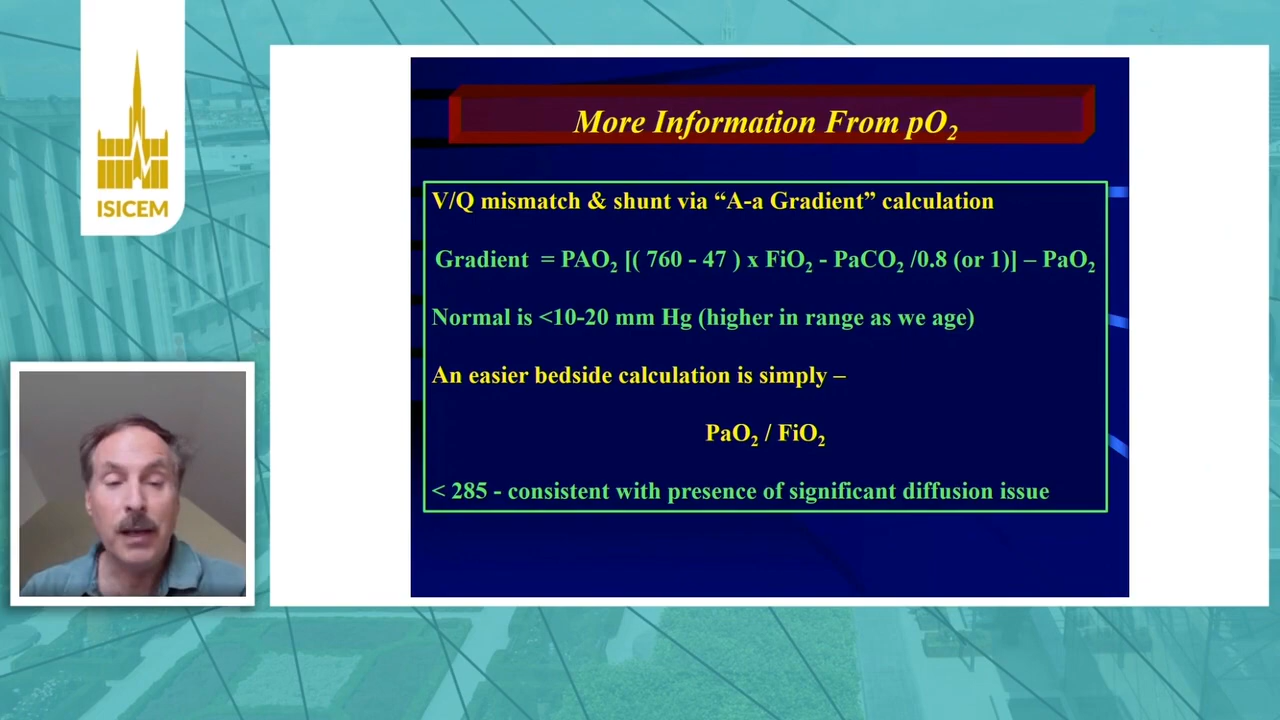 ISICEM
More Information From pO₂
V/Q mismatch & shunt via “A-a Gradient” calculation
Gradient = PAO₂ [( 760 - 47 ) x FiO₂ - PaCO₂ /0.8 (or 1)] – PaO₂
Normal is <10-20 mm Hg (higher in range as we age)
An easier bedside calculation is simply –
PaO₂ / FiO₂
< 285 - consistent with presence of significant diffusion issue